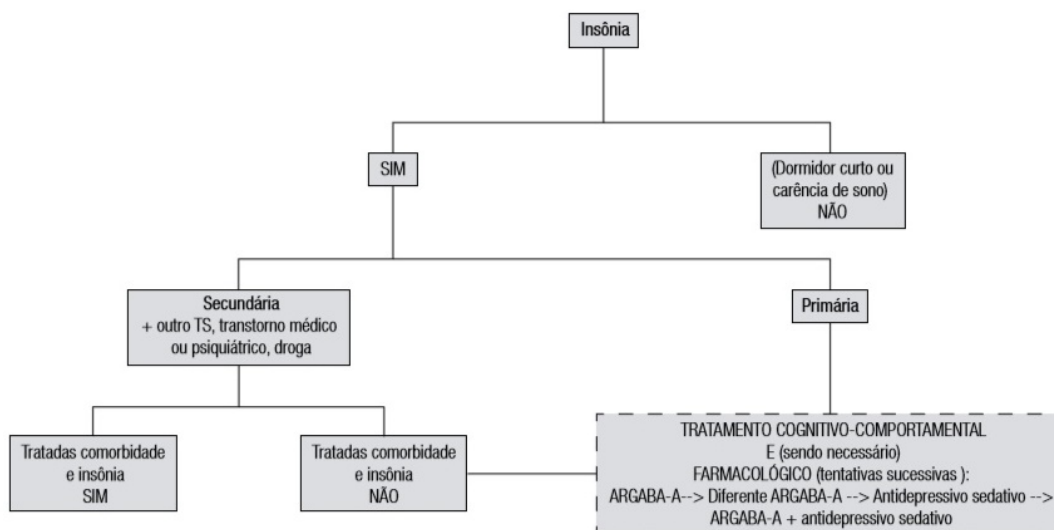 Insônia
SIM
(Dormidor curto ou
carência de sono)
NÃO
Secundária
+ outro TS, transtorno médico
ou psiquiátrico, droga
Primária
Tratadas comorbidade
e insônia
SIM
Tratadas comorbidade
e insônia
NÃO
TRATAMENTO COGNITIVO-COMPORTAMENTAL
E (sendo necessário)
FARMACOLÓGICO (tentativas sucessivas ):
ARGABA-A--> Diferente ARGABA-A --> Antidepressivo sedativo -->
ARGABA-A + antidepressivo sedativo